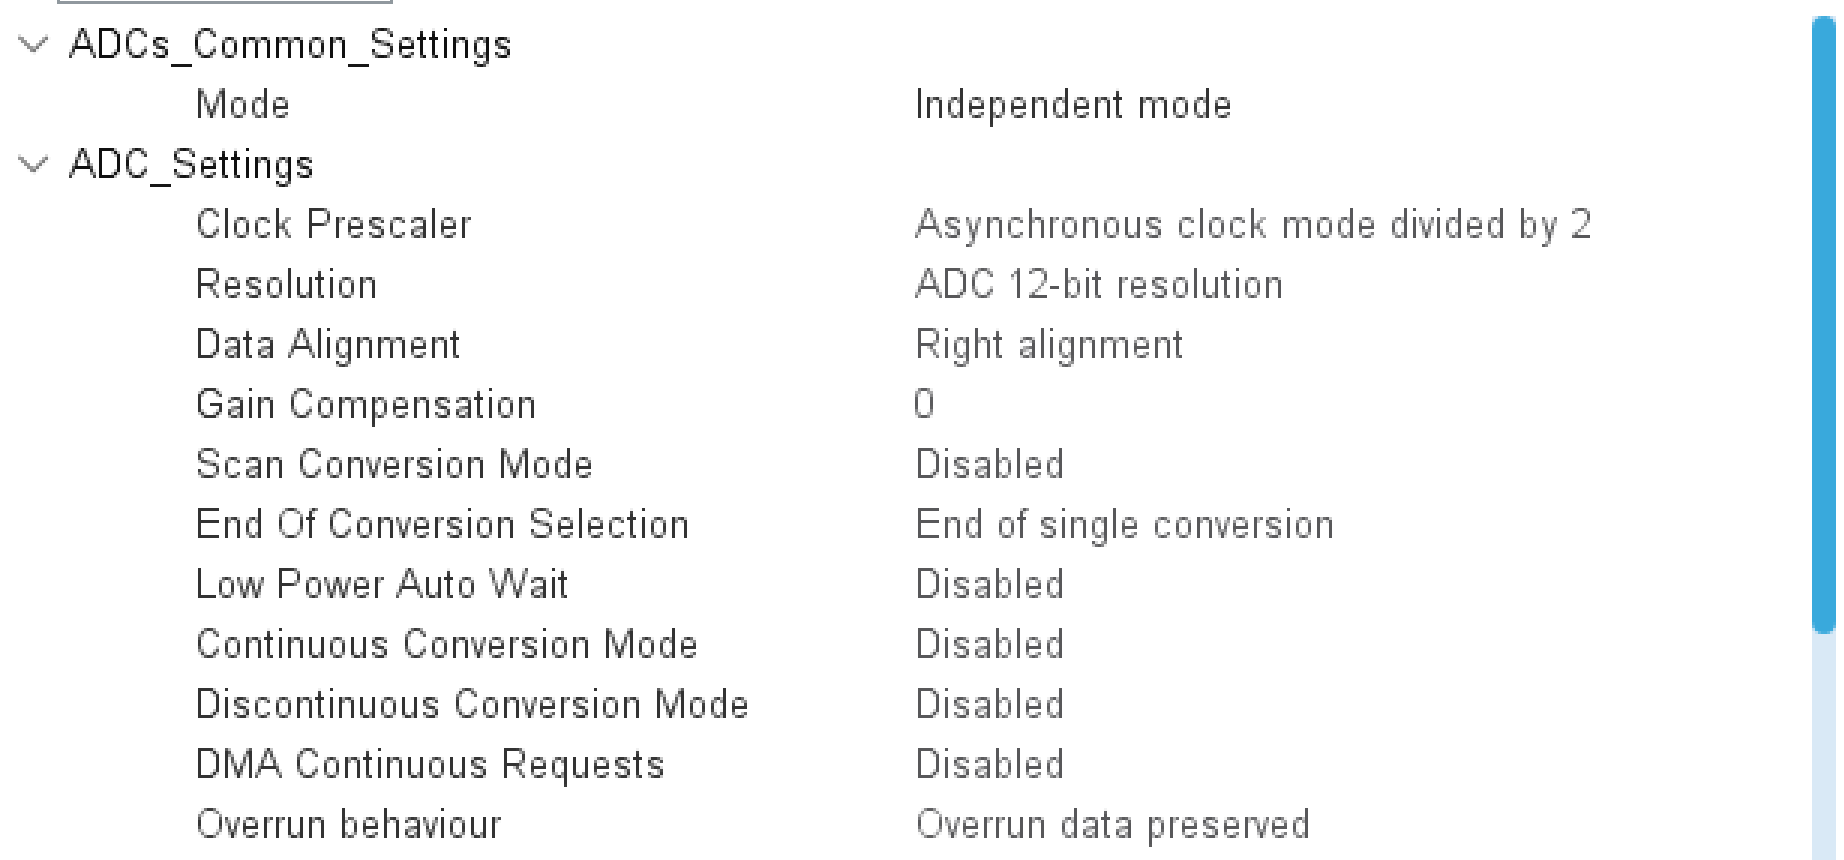 ADCs_Common_Settings
Mode Independent mode
ADC_Settings
Clock Prescaler Asynchronous clock mode divided by 2
Resolution ADC 12-bit resolution
Data Alignment Right alignment
Gain Compensation 0
Scan Conversion Mode Disabled
End Of Conversion Selection End of single conversion
Low Power Auto Wait Disabled
Continuous Conversion Mode Disabled
Discontinuous Conversion Mode Disabled
DMA Continuous Requests Disabled
Overrun behaviour Overrun data preserved